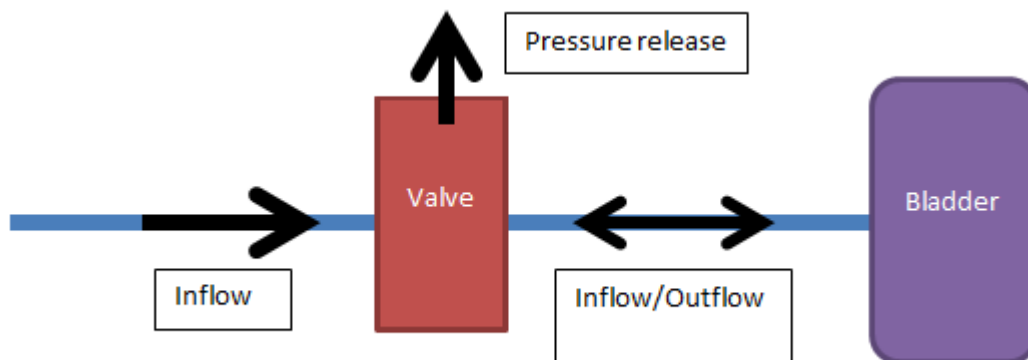 Pressure release
Valve
Bladder
Inflow
Inflow/Outflow